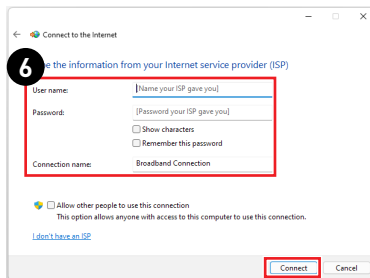 Connect to the Internet
6
the information from your Internet service provider (ISP)
User name:
[Name your ISP gave you]
Password:
[Password your ISP gave you]
Show characters
Remember this password
Connection name:
Broadband Connection
Allow other people to use this connection
This option allows anyone with access to this computer to use this connection.
I don't have an ISP
Connect
Cancel